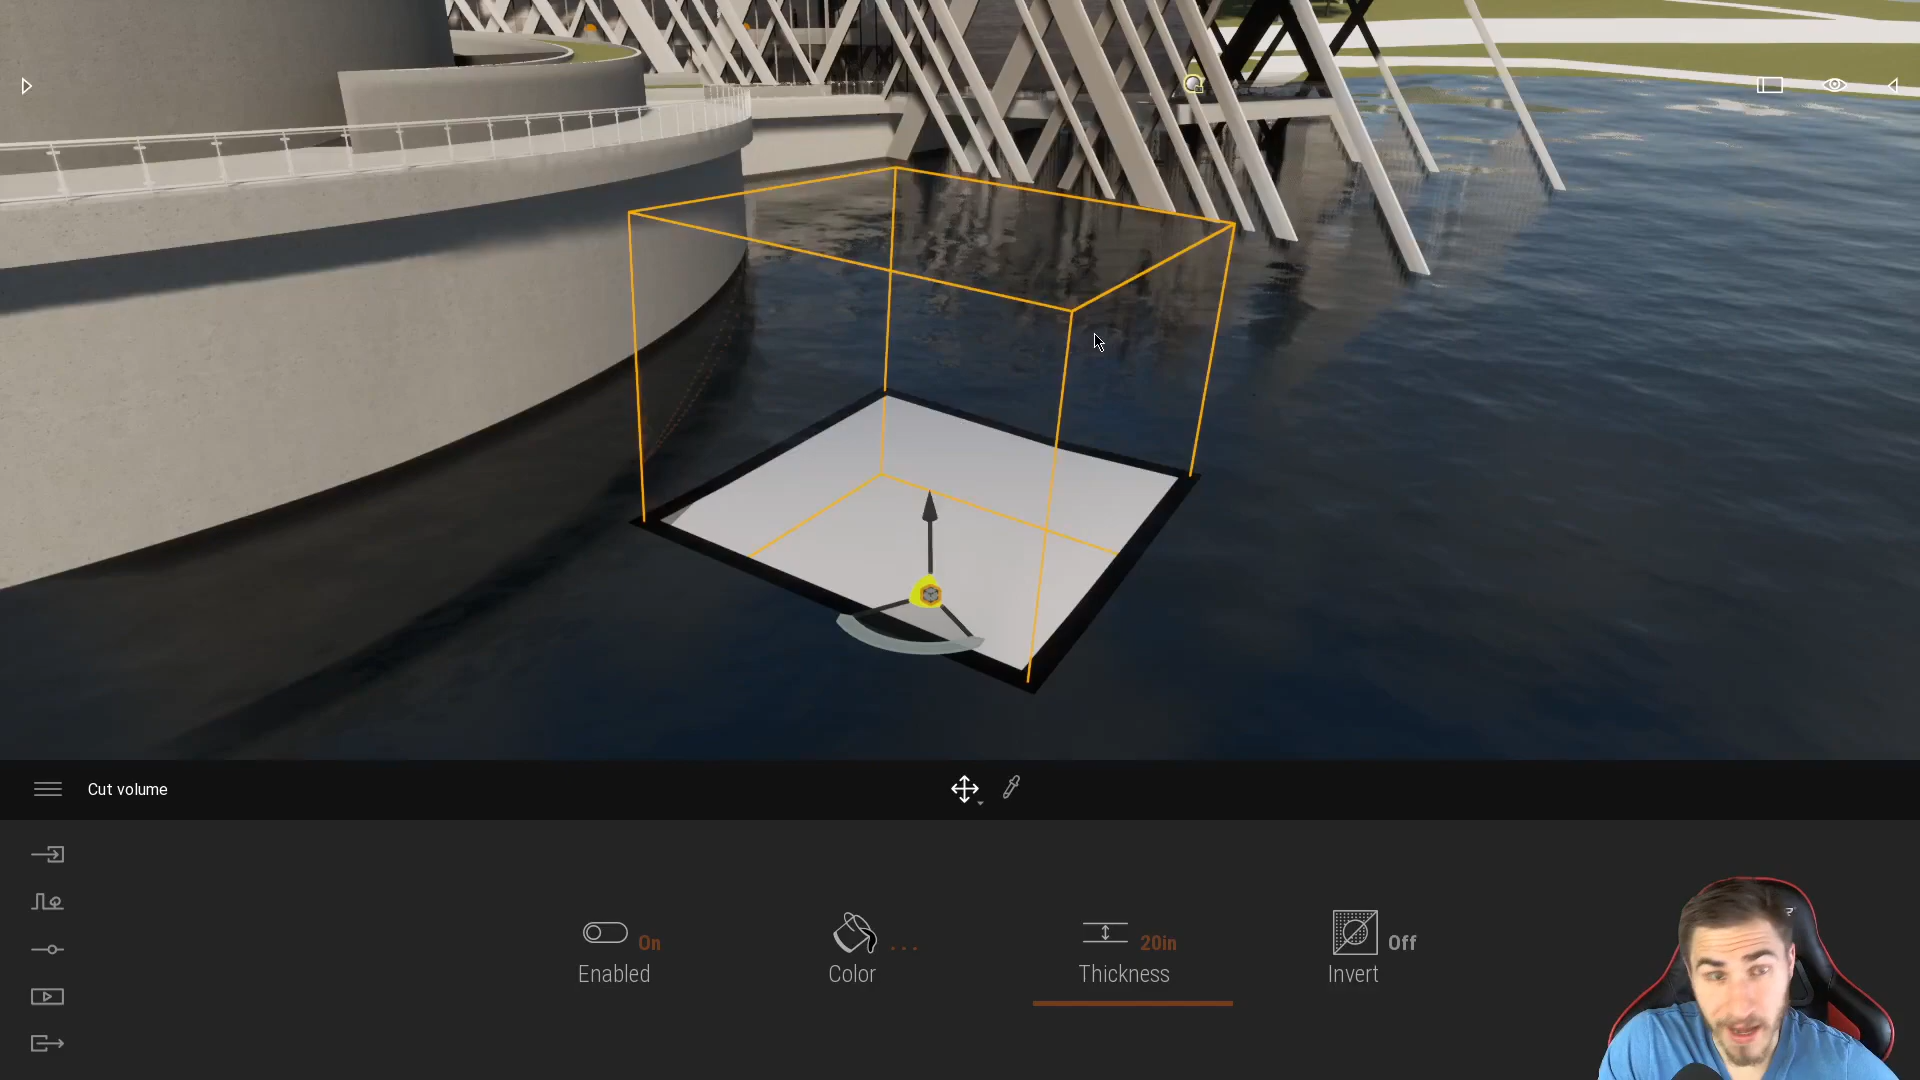 Cut volume
On
Enabled
...
Color
20in
Thickness
Off
Invert